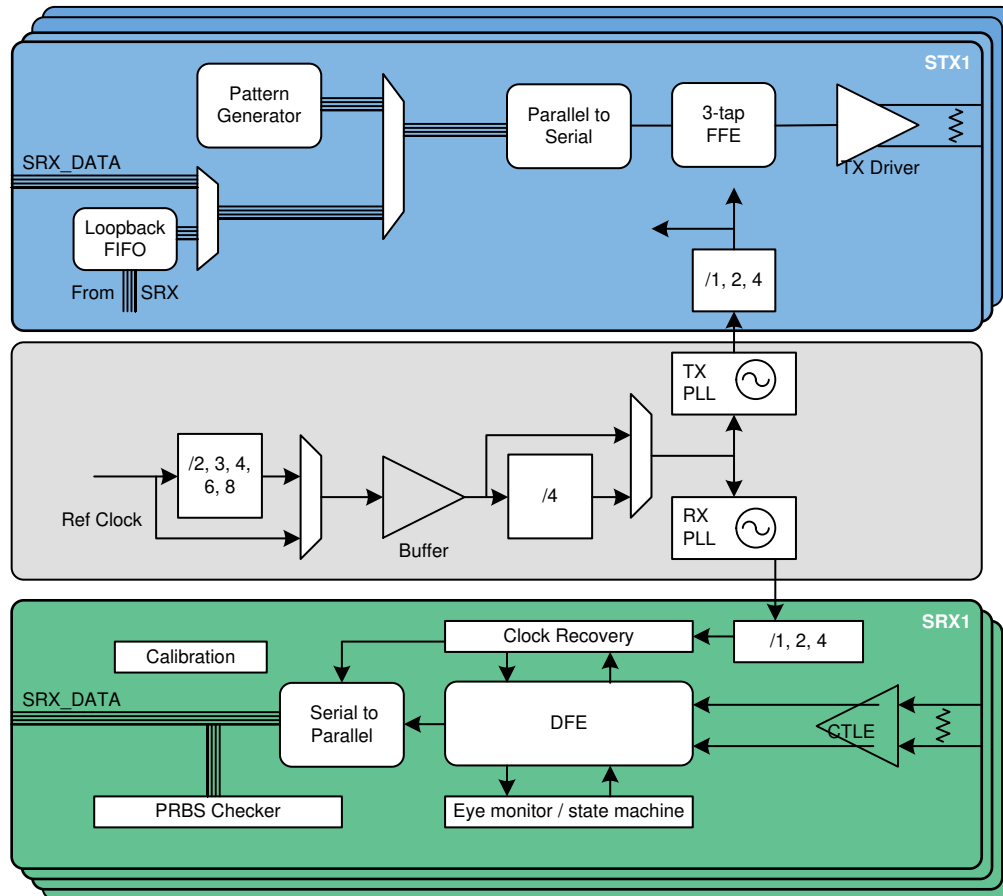 STX1
Pattern
Generator
Parallel to
Serial
3-tap
FFE
TX Driver
SRX_DATA
Loopback
FIFO
From SRX
/1, 2, 4
TX
PLL
/2, 3, 4,
6, 8
/4
Ref Clock
Buffer
RX
PLL
SRX1
Clock Recovery
/1, 2, 4
Calibration
SRX_DATA
Serial to
Parallel
DFE
CTLE
PRBS Checker
Eye monitor / state machine